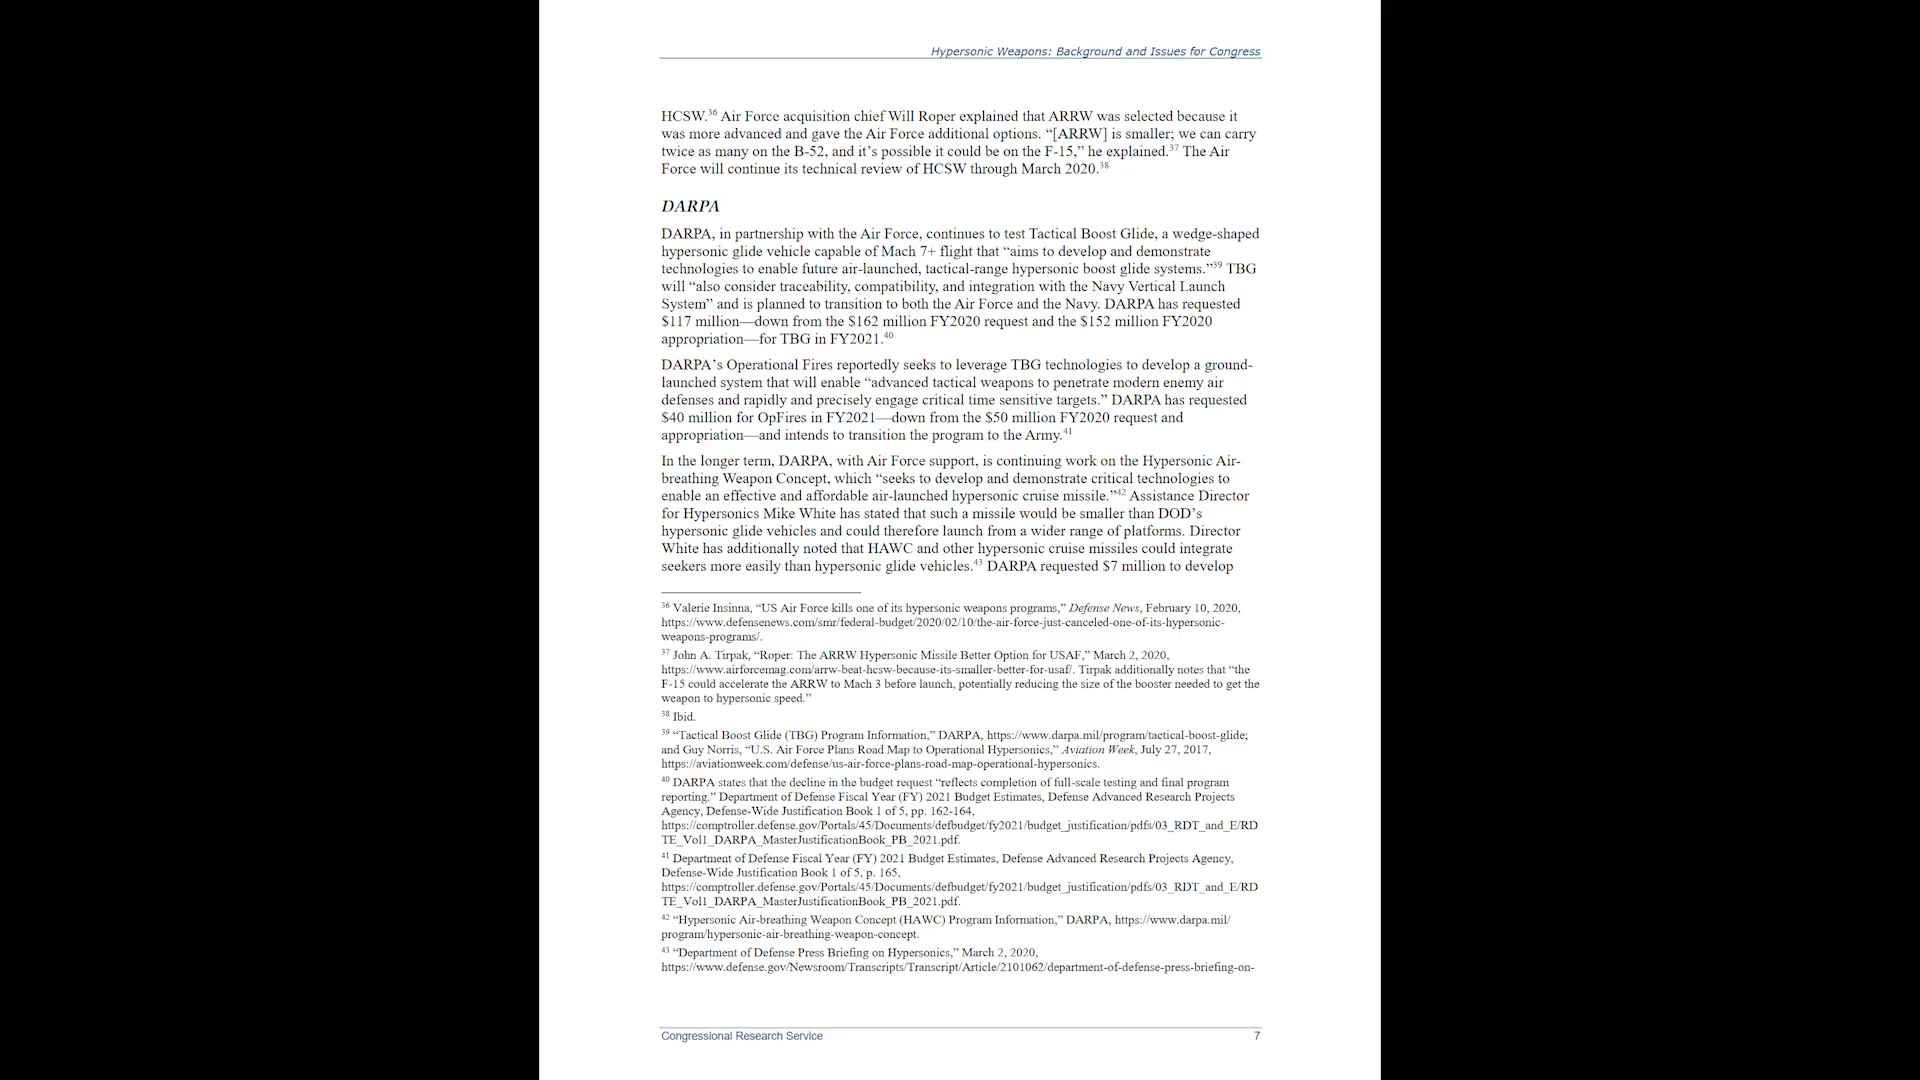 Hypersonic Weapons: Background and Issues for Congress
HCSW.36 Air Force acquisition chief Will Roper explained that ARRW was selected because it
was more advanced and gave the Air Force additional options. “[ARRW] is smaller; we can carry
twice as many on the B-52, and it’s possible it could be on the F-15,” he explained.37 The Air
Force will continue its technical review of HCSW through March 2020.38
DARPA
DARPA, in partnership with the Air Force, continues to test Tactical Boost Glide, a wedge-shaped
hypersonic glide vehicle capable of Mach 7+ flight that “aims to develop and demonstrate
technologies to enable future air-launched, tactical-range hypersonic boost glide systems.”39 TBG
will “also consider traceability, compatibility, and integration with the Navy Vertical Launch
System” and is planned to transition to both the Air Force and the Navy. DARPA has requested
$117 million—down from the $162 million FY2020 request and the $152 million FY2020
appropriation—for TBG in FY2021.40
DARPA’s Operational Fires reportedly seeks to leverage TBG technologies to develop a ground-
launched system that will enable “advanced tactical weapons to penetrate modern enemy air
defenses and rapidly and precisely engage critical time sensitive targets.” DARPA has requested
$40 million for OpFires in FY2021—down from the $50 million FY2020 request and
appropriation—and intends to transition the program to the Army.41
In the longer term, DARPA, with Air Force support, is continuing work on the Hypersonic Air-
breathing Weapon Concept, which “seeks to develop and demonstrate critical technologies to
enable an effective and affordable air-launched hypersonic cruise missile.”42 Assistance Director
for Hypersonics Mike White has stated that such a missile would be smaller than DOD’s
hypersonic glide vehicles and could therefore launch from a wider range of platforms. Director
White has additionally noted that HAWC and other hypersonic cruise missiles could integrate
seekers more easily than hypersonic glide vehicles.43 DARPA requested $7 million to develop
36 Valerie Insinna, “US Air Force kills one of its hypersonic weapons programs,” Defense News, February 10, 2020,
https://www.defensenews.com/smr/federal-budget/2020/02/10/the-air-force-just-canceled-one-of-its-hypersonic-
weapons-programs/.
37 John A. Tirpak, “Roper: The ARRW Hypersonic Missile Better Option for USAF,” March 2, 2020,
https://www.airforcemag.com/arrw-beat-hcsw-because-its-smaller-better-for-usaf/. Tirpak additionally notes that “the
F-15 could accelerate the ARRW to Mach 3 before launch, potentially reducing the size of the booster needed to get the
weapon to hypersonic speed.”
38 Ibid.
39 “Tactical Boost Glide (TBG) Program Information,” DARPA, https://www.darpa.mil/program/tactical-boost-glide;
and Guy Norris, “U.S. Air Force Plans Road Map to Operational Hypersonics,” Aviation Week, July 27, 2017,
https://aviationweek.com/defense/us-air-force-plans-road-map-operational-hypersonics.
40 DARPA states that the decline in the budget request “reflects completion of full-scale testing and final program
reporting.” Department of Defense Fiscal Year (FY) 2021 Budget Estimates, Defense Advanced Research Projects
Agency, Defense-Wide Justification Book 1 of 5, pp. 162-164,
https://comptroller.defense.gov/Portals/45/Documents/defbudget/fy2021/budget_justification/pdfs/03_RDT_and_E/RD
TE_Vol1_DARPA_MasterJustificationBook_PB_2021.pdf.
41 Department of Defense Fiscal Year (FY) 2021 Budget Estimates, Defense Advanced Research Projects Agency,
Defense-Wide Justification Book 1 of 5, p. 165,
https://comptroller.defense.gov/Portals/45/Documents/defbudget/fy2021/budget_justification/pdfs/03_RDT_and_E/RD
TE_Vol1_DARPA_MasterJustificationBook_PB_2021.pdf.
42 “Hypersonic Air-breathing Weapon Concept (HAWC) Program Information,” DARPA, https://www.darpa.mil/
program/hypersonic-air-breathing-weapon-concept.
43 “Department of Defense Press Briefing on Hypersonics,” March 2, 2020,
https://www.defense.gov/Newsroom/Transcripts/Transcript/Article/2101062/department-of-defense-press-briefing-on-
Congressional Research Service
7